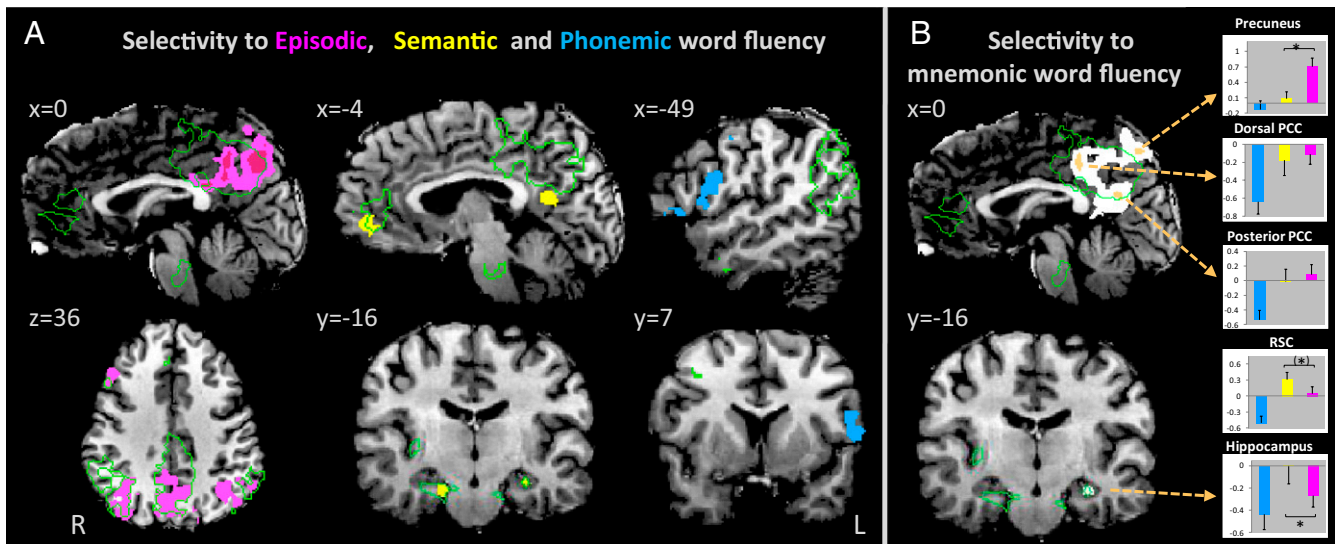 A
Selectivity to Episodic, Semantic and Phonemic word fluency
x=0
x=-4
x=-49
z=36
y=-16
y=7
R
L
B
Selectivity to
mnemonic word fluency
x=0
y=-16
Precuneus
1
0.7
0.4
0.1
-0.2
*
Dorsal PCC
0
-0.2
-0.4
-0.6
-0.8
Posterior PCC
0.4
0.2
0
-0.2
-0.4
-0.6
RSC
0.6
0.3
0
-0.3
-0.6
(*)
Hippocampus
0
-0.2
-0.4
-0.6
*